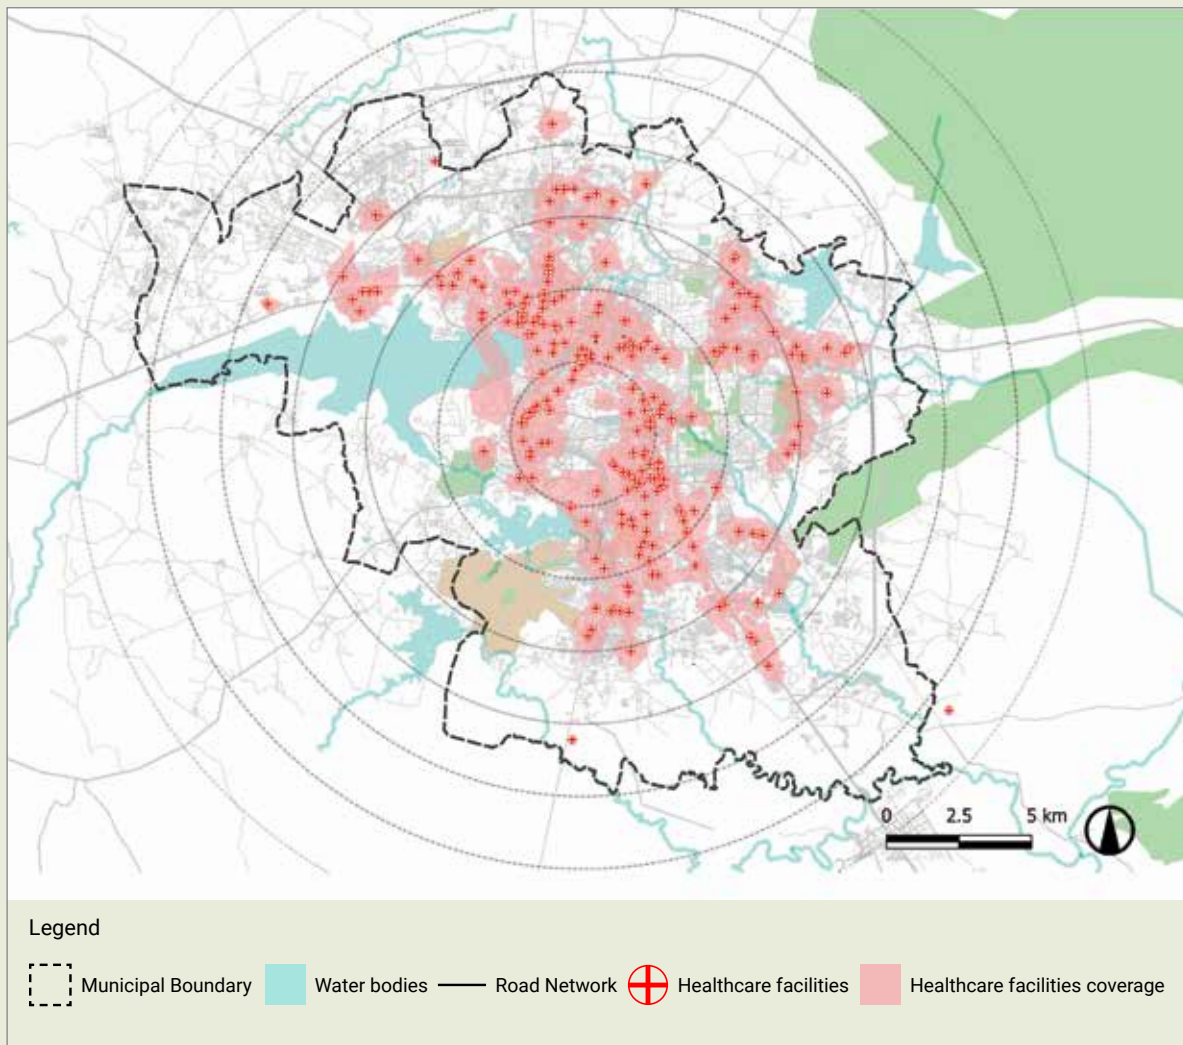 0 2.5 5 km
Legend
Municipal Boundary Water bodies Road Network Healthcare facilities Healthcare facilities coverage